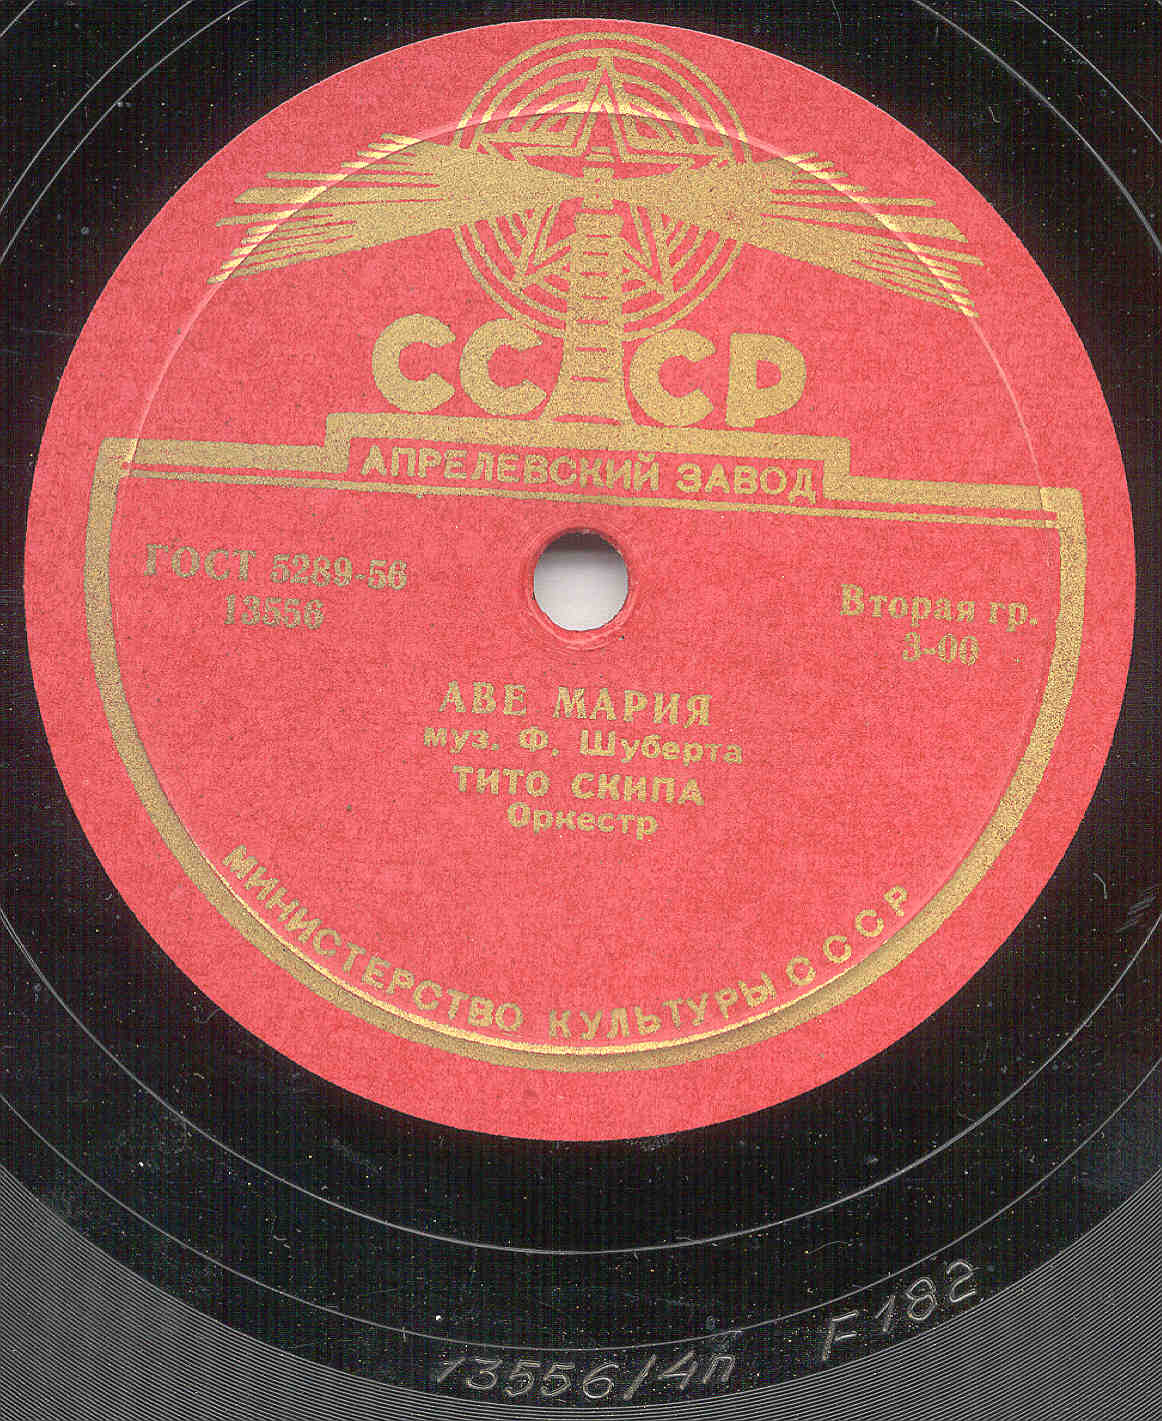 СССР
АПРЕЛЕВСКИЙ ЗАВОД
ГОСТ 5289-56
13556
Вторая гр.
3-00
АВЕ МАРИЯ
муз. Ф. Шуберта
ТИТО СКИПА
Оркестр
МИНИСТЕРСТВО КУЛЬТУРЫ СССР
13556/4п F182